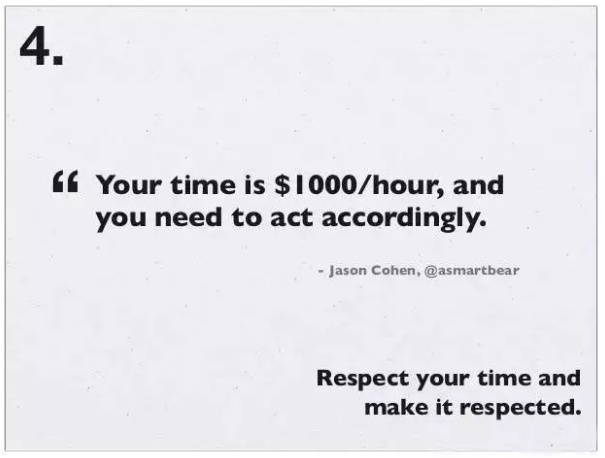 4.
“ Your time is $1000/hour, and
you need to act accordingly.
- Jason Cohen, @asmartbear
Respect your time and
make it respected.